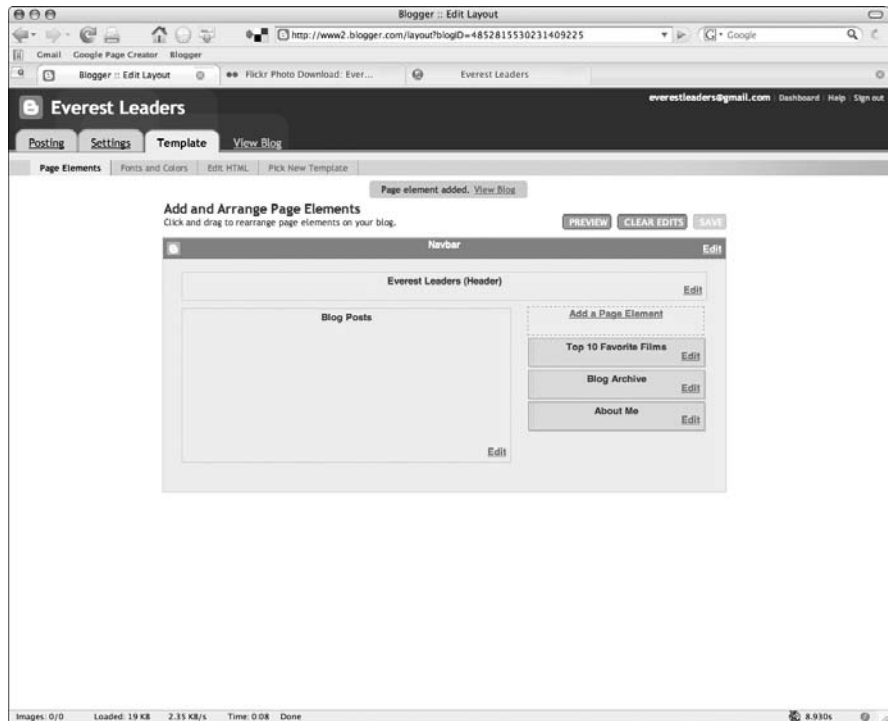 Blogger :: Edit Layout
http://www2.blogger.com/layout?blogID=4852815530231409225
Google
Gmail Google Page Creator Blogger
Blogger :: Edit Layout Flickr Photo Download: Ever... Everest Leaders
Everest Leaders
everestleaders@gmail.com Dashboard Help Sign out
Posting Settings Template View Blog
Page Elements Fonts and Colors Edit HTML Pick New Template
Page element added. View Blog
Add and Arrange Page Elements
Click and drag to rearrange page elements on your blog.
PREVIEW CLEAR EDITS SAVE
Navbar
Edit
Everest Leaders (Header)
Edit
Blog Posts
Edit
Add a Page Element
Top 10 Favorite Films
Edit
Blog Archive
Edit
About Me
Edit
Images: 0/0 Loaded: 19 KB 2.35 KB/s Time: 0.08 Done 8.930s